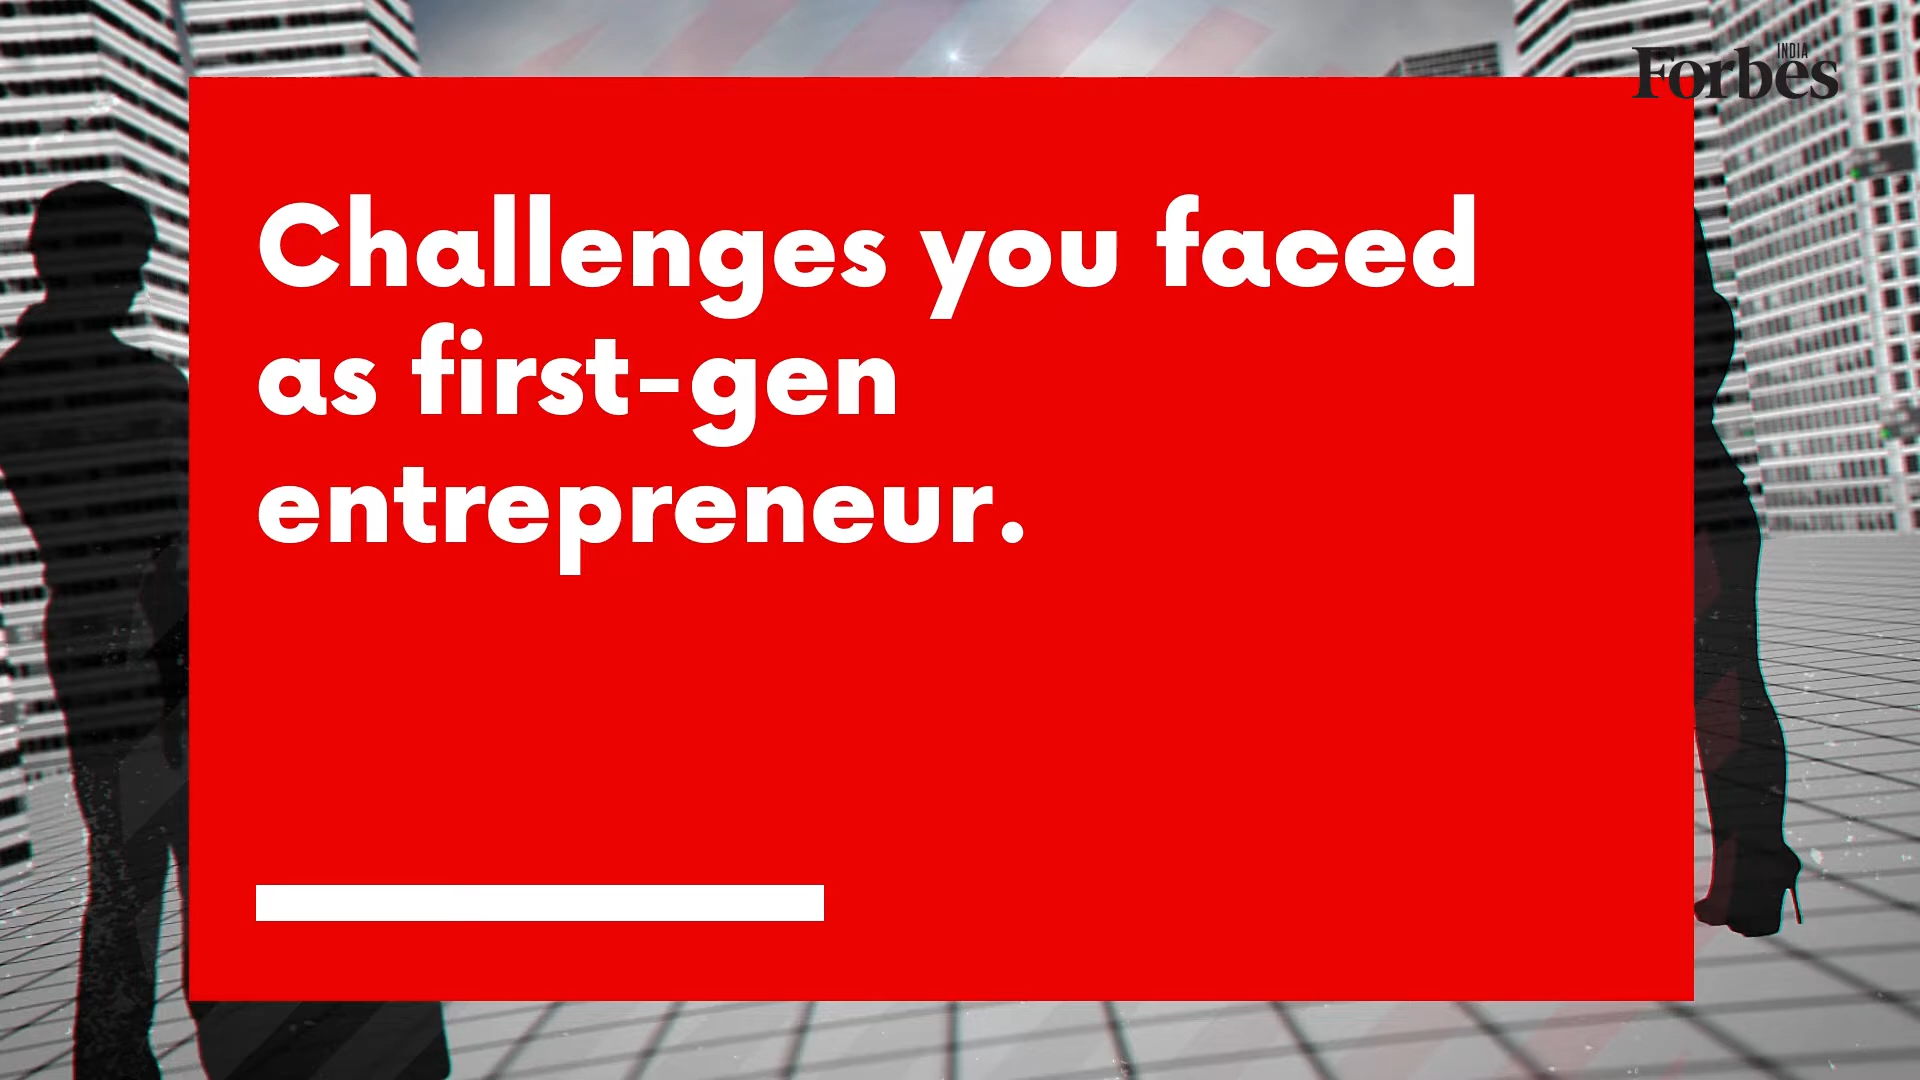 Forbes
INDIA
Challenges you faced
as first-gen
entrepreneur.